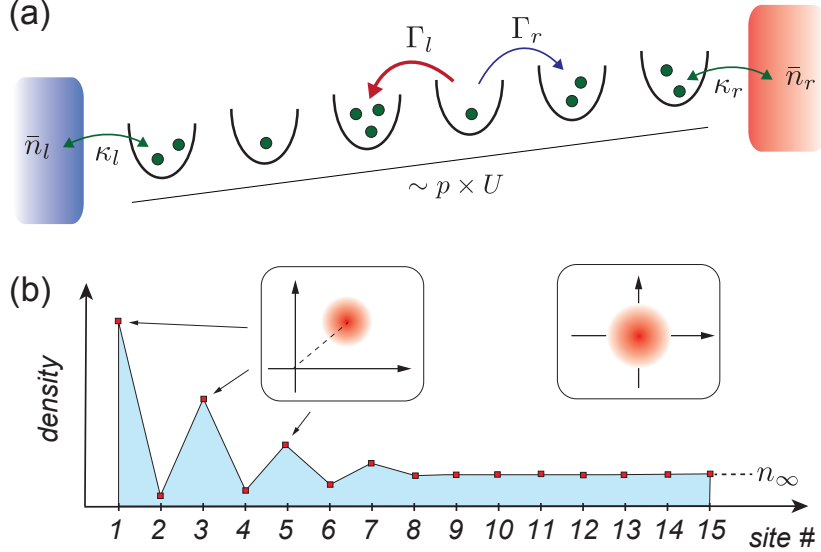 (a)
Γ_l
Γ_r
n̄_l
κ_l
κ_r
n̄_r
∼ p × U
(b)
density
n_∞
1 2 3 4 5 6 7 8 9 10 11 12 13 14 15
site #